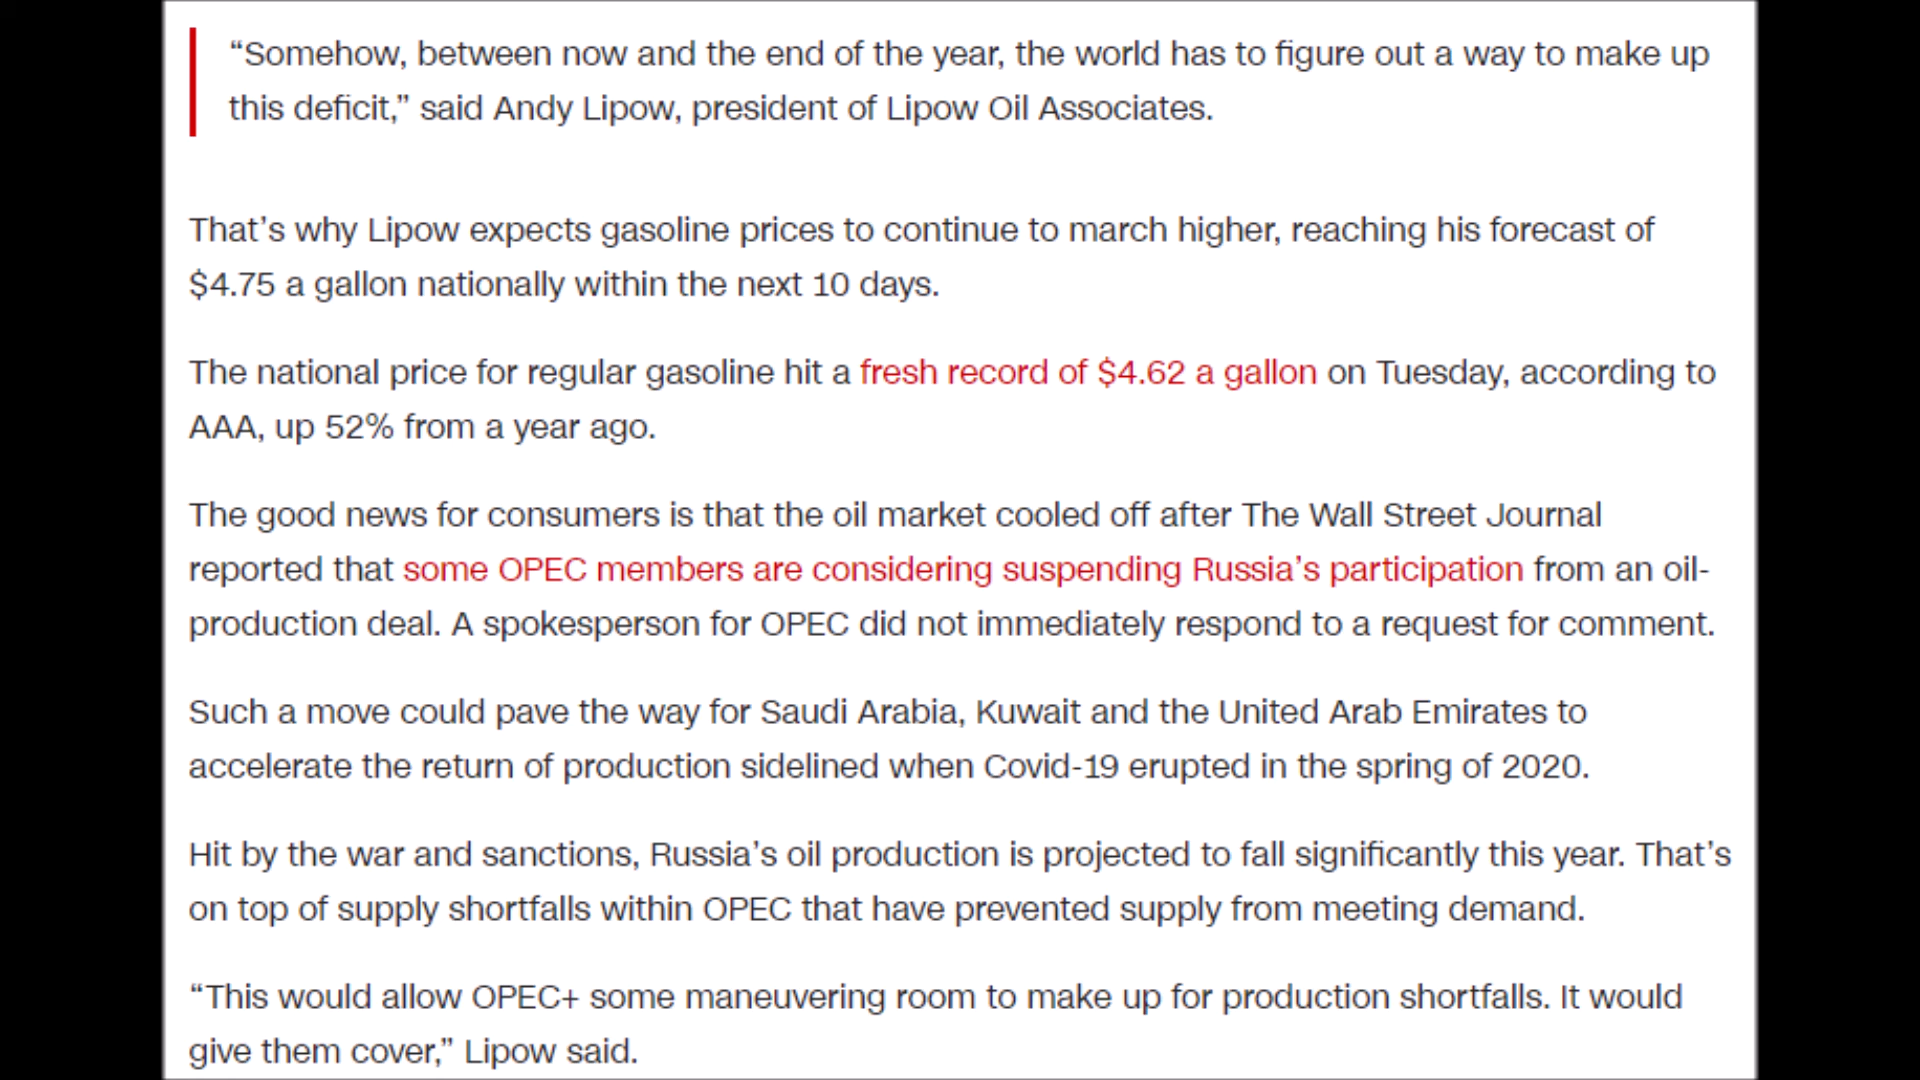 “Somehow, between now and the end of the year, the world has to figure out a way to make up
this deficit,” said Andy Lipow, president of Lipow Oil Associates.
That’s why Lipow expects gasoline prices to continue to march higher, reaching his forecast of
$4.75 a gallon nationally within the next 10 days.
The national price for regular gasoline hit a fresh record of $4.62 a gallon on Tuesday, according to
AAA, up 52% from a year ago.
The good news for consumers is that the oil market cooled off after The Wall Street Journal
reported that some OPEC members are considering suspending Russia’s participation from an oil-
production deal. A spokesperson for OPEC did not immediately respond to a request for comment.
Such a move could pave the way for Saudi Arabia, Kuwait and the United Arab Emirates to
accelerate the return of production sidelined when Covid-19 erupted in the spring of 2020.
Hit by the war and sanctions, Russia’s oil production is projected to fall significantly this year. That’s
on top of supply shortfalls within OPEC that have prevented supply from meeting demand.
“This would allow OPEC+ some maneuvering room to make up for production shortfalls. It would
give them cover,” Lipow said.